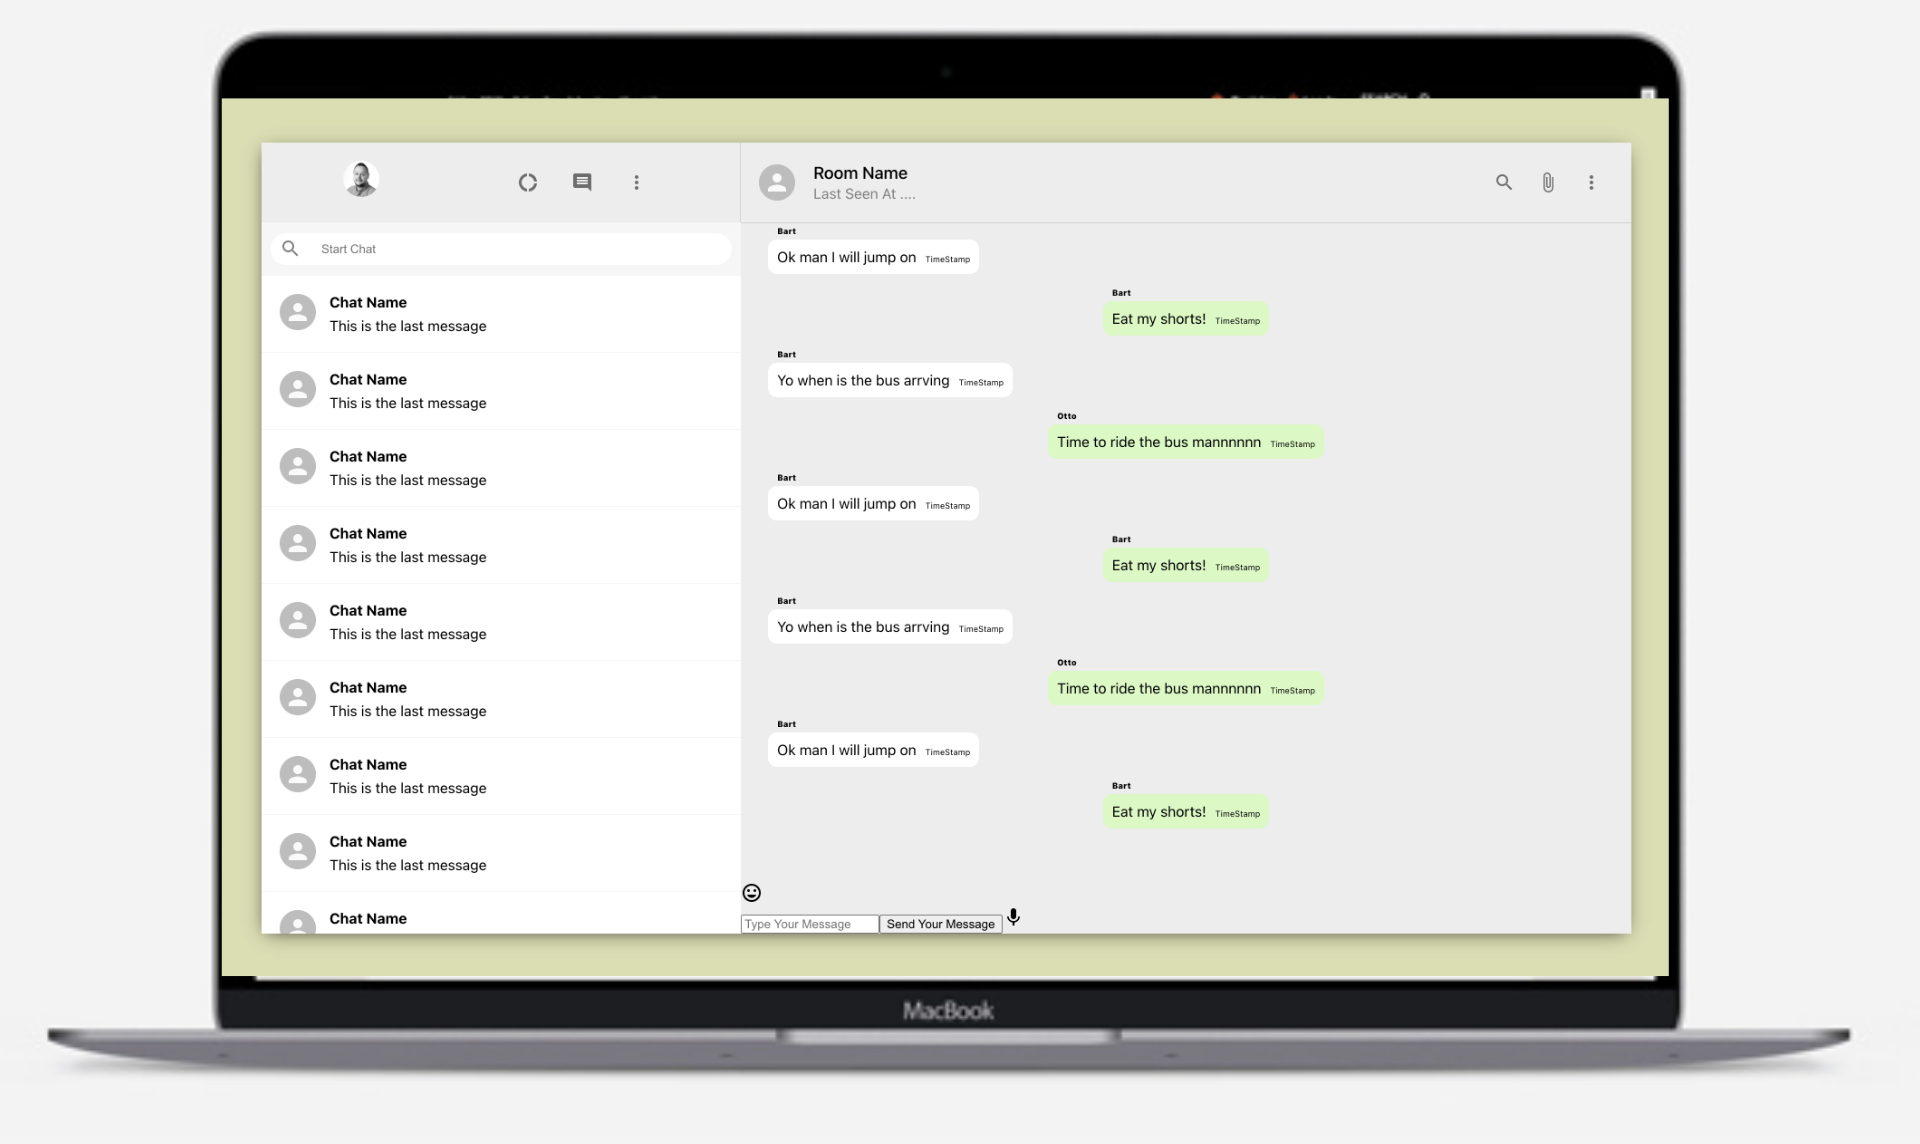 Room Name
Last Seen At ....
Start Chat
Chat Name
This is the last message
Chat Name
This is the last message
Chat Name
This is the last message
Chat Name
This is the last message
Chat Name
This is the last message
Chat Name
This is the last message
Chat Name
This is the last message
Chat Name
This is the last message
Chat Name
Bart
Ok man I will jump on TimeStamp
Bart
Eat my shorts! TimeStamp
Bart
Yo when is the bus arrving TimeStamp
Otto
Time to ride the bus mannnnnn TimeStamp
Bart
Ok man I will jump on TimeStamp
Bart
Eat my shorts! TimeStamp
Bart
Yo when is the bus arrving TimeStamp
Otto
Time to ride the bus mannnnnn TimeStamp
Bart
Ok man I will jump on TimeStamp
Bart
Eat my shorts! TimeStamp
Type Your Message Send Your Message
MacBook